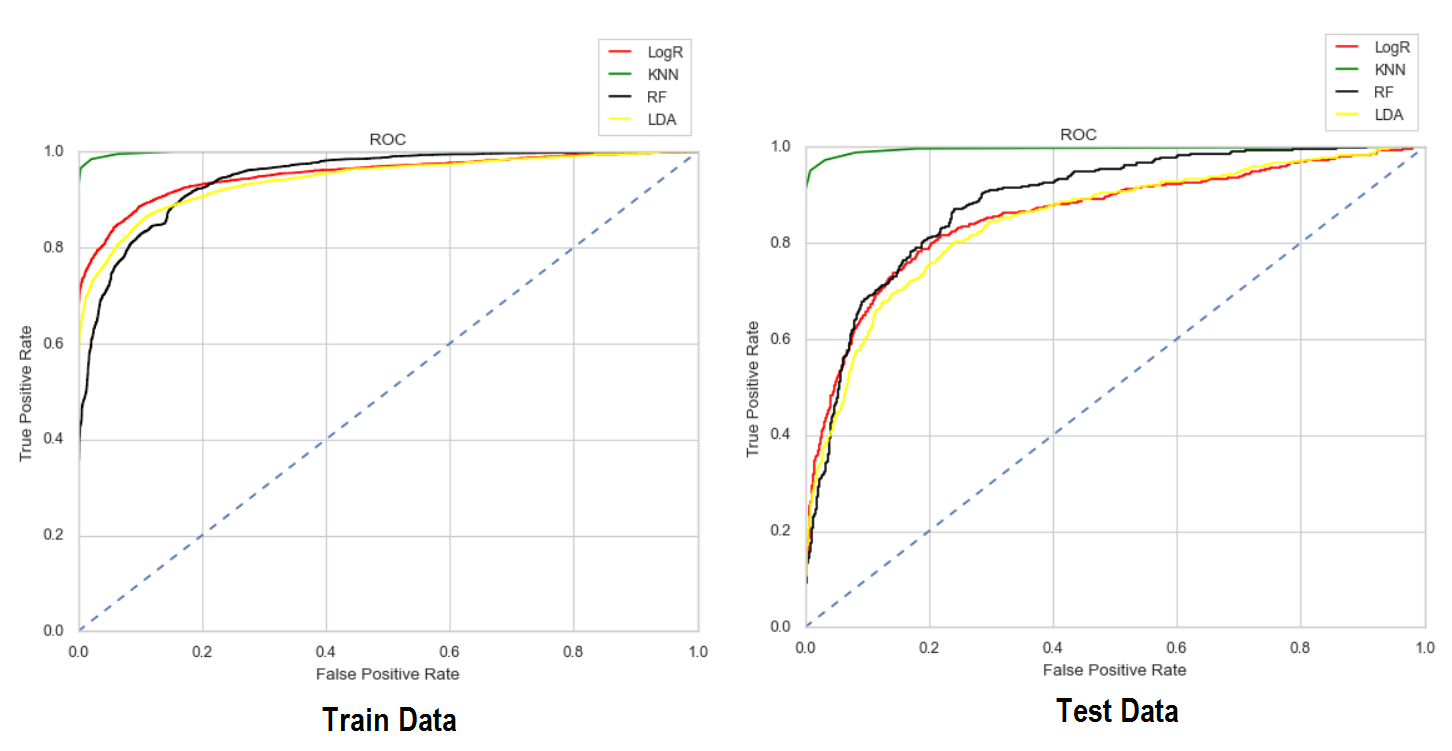 LogR
KNN
RF
LDA
ROC
1.0
0.8
0.6
0.4
0.2
0.0
True Positive Rate
0.0 0.2 0.4 0.6 0.8 1.0
False Positive Rate
Train Data
LogR
KNN
RF
LDA
ROC
1.0
0.8
0.6
0.4
0.2
0.0
True Positive Rate
0.0 0.2 0.4 0.6 0.8 1.0
False Positive Rate
Test Data